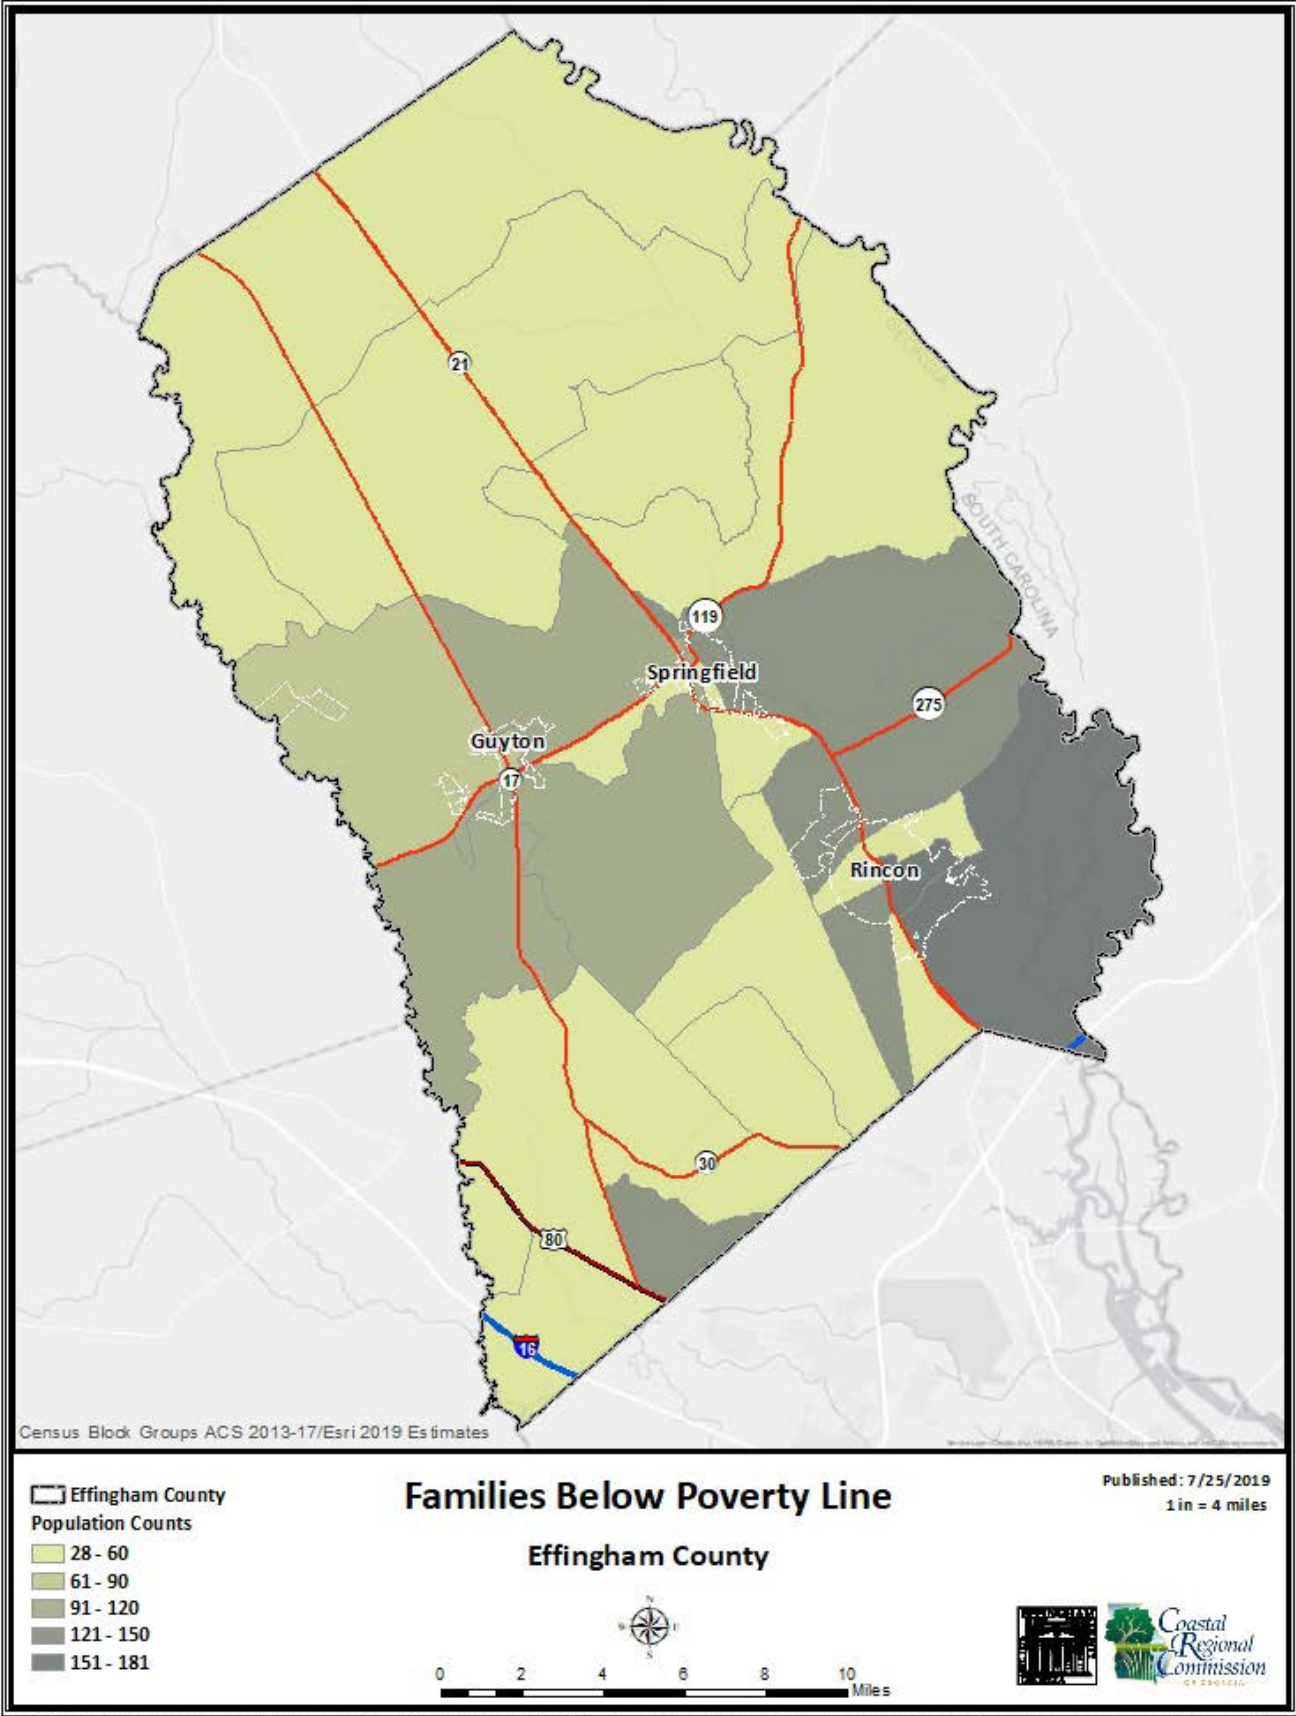 21
GEORGIA
SOUTH CAROLINA
119
Springfield
275
Guyton
17
Rincon
30
80
16
Census Block Groups ACS 2013-17/Esri 2019 Estimates
Effingham County
Population Counts
28 - 60
61 - 90
91 - 120
121 - 150
151 - 181
Families Below Poverty Line
Effingham County
N
W E
S
0 2 4 6 8 10
Miles
Published: 7/25/2019
1 in = 4 miles
Coastal
Regional
Commission
OF GEORGIA